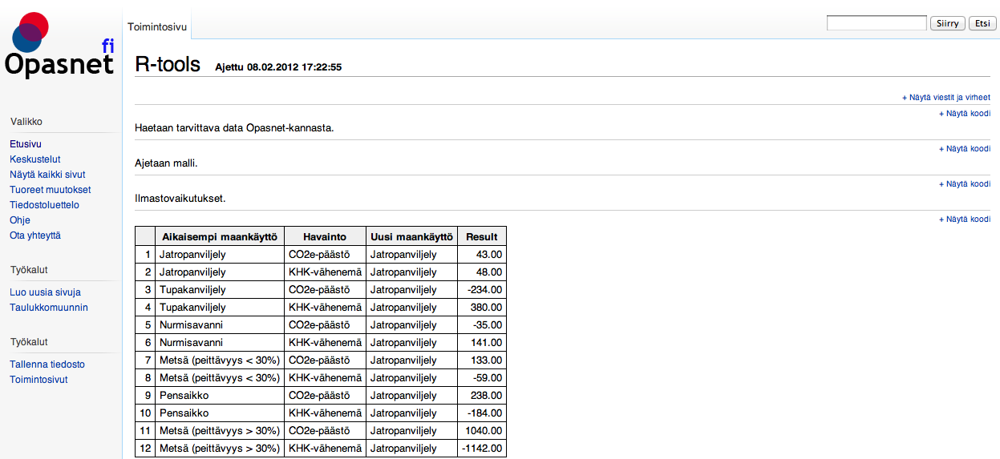 fi
Opasnet
Valikko
Etusivu
Keskustelut
Näytä kaikki sivut
Tuoreet muutokset
Tiedostoluettelo
Ohje
Ota yhteyttä
Työkalut
Luo uusia sivuja
Taulukkomuunnin
Työkalut
Tallenna tiedosto
Toimintosivut
Toimintosivu
Siirry Etsi
R-tools Ajettu 08.02.2012 17:22:55
+ Näytä viestit ja virheet
+ Näytä koodi
Haetaan tarvittava data Opasnet-kannasta.
+ Näytä koodi
Ajetaan malli.
+ Näytä koodi
Ilmastovaikutukset.
+ Näytä koodi
Aikaisempi maankäyttö Havainto Uusi maankäyttö Result
1 Jatropanviljely CO2e-päästö Jatropanviljely 43.00
2 Jatropanviljely KHK-vähenemä Jatropanviljely 48.00
3 Tupakanviljely CO2e-päästö Jatropanviljely -234.00
4 Tupakanviljely KHK-vähenemä Jatropanviljely 380.00
5 Nurmisavanni CO2e-päästö Jatropanviljely -35.00
6 Nurmisavanni KHK-vähenemä Jatropanviljely 141.00
7 Metsä (peittävyys < 30%) CO2e-päästö Jatropanviljely 133.00
8 Metsä (peittävyys < 30%) KHK-vähenemä Jatropanviljely -59.00
9 Pensaikko CO2e-päästö Jatropanviljely 238.00
10 Pensaikko KHK-vähenemä Jatropanviljely -184.00
11 Metsä (peittävyys > 30%) CO2e-päästö Jatropanviljely 1040.00
12 Metsä (peittävyys > 30%) KHK-vähenemä Jatropanviljely -1142.00